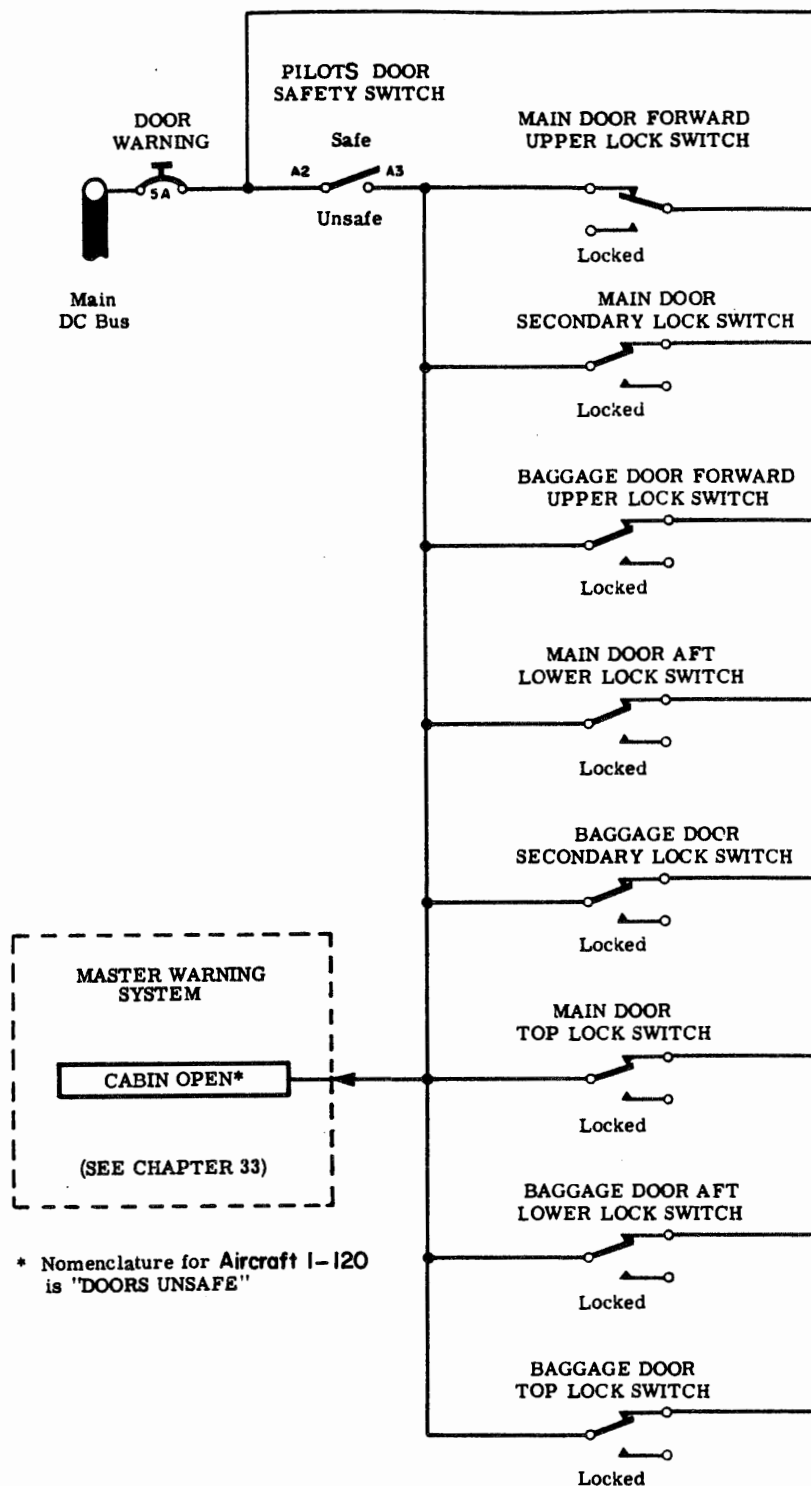 PILOTS DOOR
SAFETY SWITCH
DOOR
WARNING
Safe
MAIN DOOR FORWARD
UPPER LOCK SWITCH
5A
A2
A3
Unsafe
Locked
Main
DC Bus
MAIN DOOR
SECONDARY LOCK SWITCH
Locked
BAGGAGE DOOR FORWARD
UPPER LOCK SWITCH
Locked
MAIN DOOR AFT
LOWER LOCK SWITCH
Locked
BAGGAGE DOOR
SECONDARY LOCK SWITCH
Locked
MASTER WARNING
SYSTEM
CABIN OPEN*
(SEE CHAPTER 33)
MAIN DOOR
TOP LOCK SWITCH
Locked
BAGGAGE DOOR AFT
LOWER LOCK SWITCH
Locked
* Nomenclature for Aircraft 1-120
is "DOORS UNSAFE"
BAGGAGE DOOR
TOP LOCK SWITCH
Locked